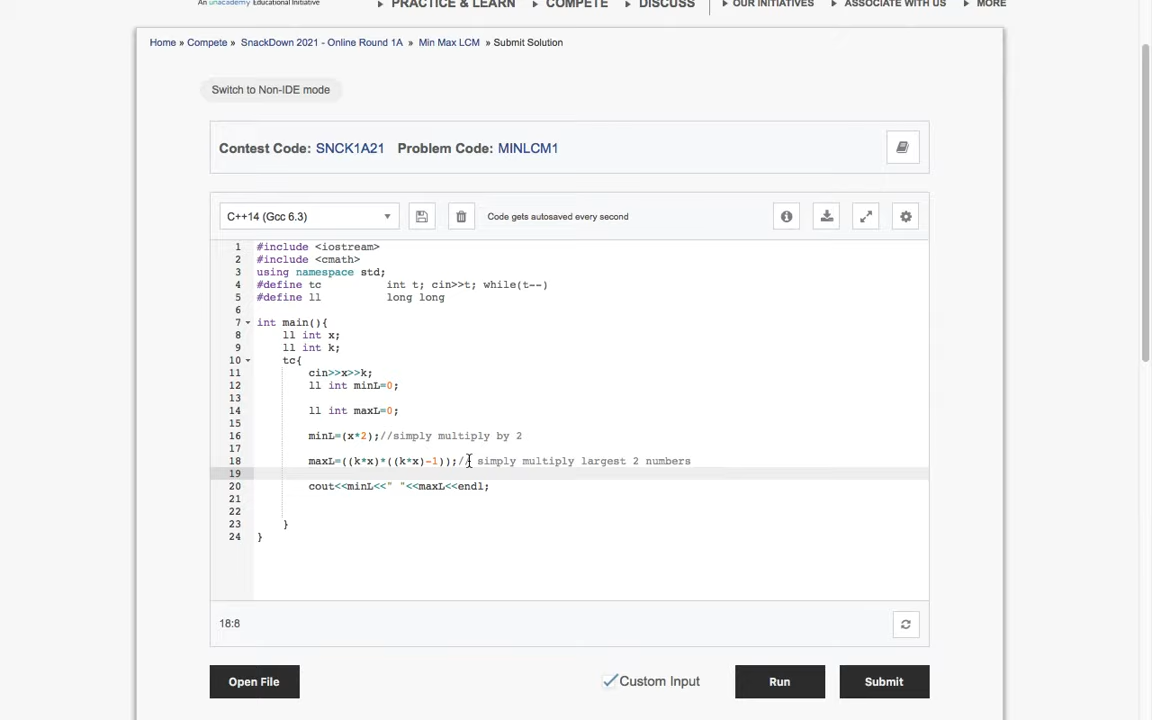 An unacademy Educational Initiative
PRACTICE & LEARN COMPETE DISCUSS OUR INITIATIVES ASSOCIATE WITH US MORE
Home » Compete » SnackDown 2021 - Online Round 1A » Min Max LCM » Submit Solution
Switch to Non-IDE mode
Contest Code: SNCK1A21 Problem Code: MINLCM1
C++14 (Gcc 6.3) Code gets autosaved every second
1 #include <iostream>
2 #include <cmath>
3 using namespace std;
4 #define tc int t; cin>>t; while(t--)
5 #define ll long long
6
7 int main(){
8 ll int x;
9 ll int k;
10 tc{
11 cin>>x>>k;
12 ll int minL=0;
13
14 ll int maxL=0;
15
16 minL=(x*2);//simply multiply by 2
17
18 maxL=((k*x)*((k*x)-1));// simply multiply largest 2 numbers
19
20 cout<<minL<<" "<<maxL<<endl;
21
22
23 }
24 }
18:8
Open File Custom Input Run Submit